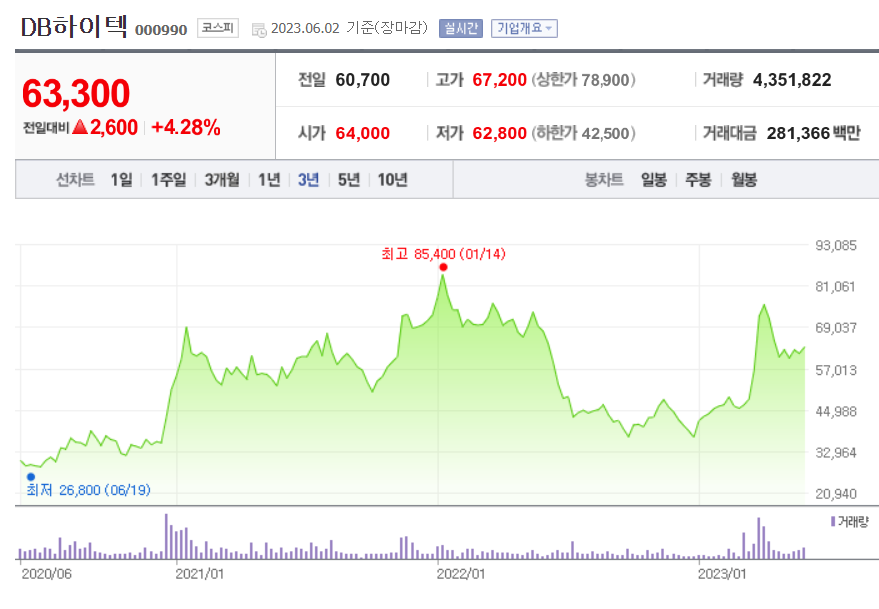 DB하이텍 000990 코스피 2023.06.02 기준(장마감) 실시간 기업개요
63,300
전일대비 ▲2,600 +4.28%
전일 60,700 고가 67,200 (상한가 78,900) 거래량 4,351,822
시가 64,000 저가 62,800 (하한가 42,500) 거래대금 281,366 백만
선차트 1일 1주일 3개월 1년 3년 5년 10년 봉차트 일봉 주봉 월봉
최고 85,400 (01/14)
93,085
81,061
69,037
57,013
44,988
32,964
20,940
최저 26,800 (06/19)
거래량
2020/06 2021/01 2022/01 2023/01